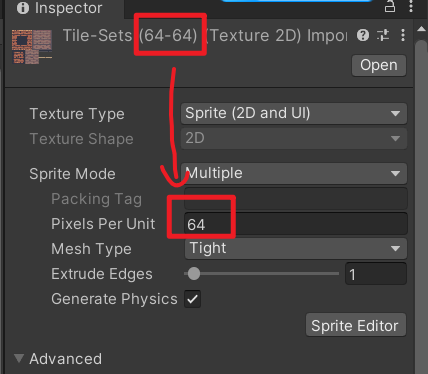 Inspector
Tile-Sets (64-64) (Texture 2D) Impor
Open
Texture Type Sprite (2D and UI)
Texture Shape 2D
Sprite Mode Multiple
Packing Tag
Pixels Per Unit 64
Mesh Type Tight
Extrude Edges 1
Generate Physics
Sprite Editor
Advanced